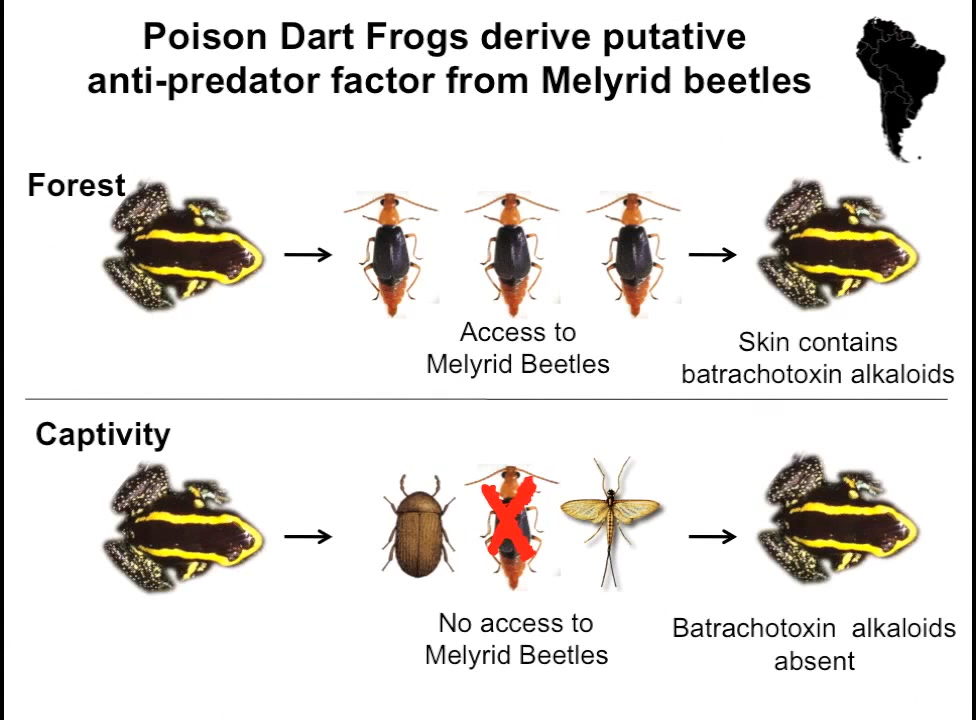 Poison Dart Frogs derive putative
anti-predator factor from Melyrid beetles
Forest
Access to
Melyrid Beetles
Skin contains
batrachotoxin alkaloids
Captivity
No access to
Melyrid Beetles
Batrachotoxin alkaloids
absent